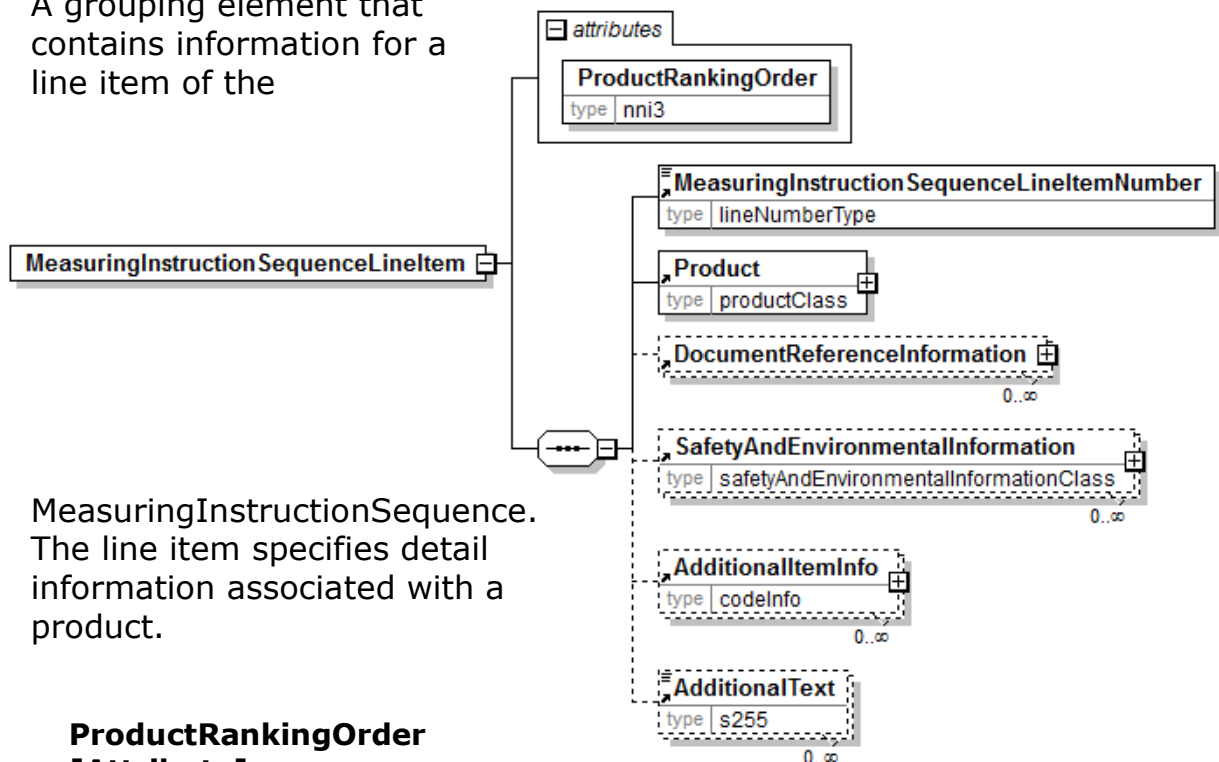 A grouping element that
contains information for a
line item of the
attributes
ProductRankingOrder
type nni3
MeasuringInstructionSequenceLineItem
MeasuringInstructionSequenceLineItemNumber
type lineNumberType
Product
type productClass
DocumentReferenceInformation
0..∞
SafetyAndEnvironmentalInformation
type safetyAndEnvironmentalInformationClass
0..∞
AdditionalItemInfo
type codeInfo
0..∞
AdditionalText
type s255
0..∞
MeasuringInstructionSequence.
The line item specifies detail
information associated with a
product.
ProductRankingOrder
[Attribute]